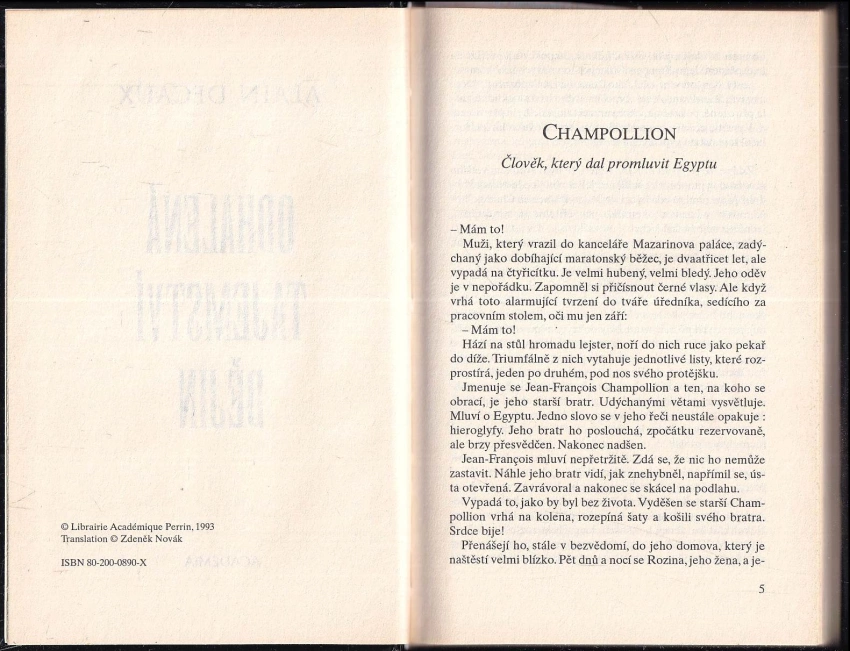 ALAIN DECAUX
ODHALENÁ
TAJEMSTVÍ
DĚJIN
ACADEMIA
© Librairie Académique Perrin, 1993
Translation © Zdeněk Novák
ISBN 80-200-0890-X
CHAMPOLLION
Člověk, který dal promluvit Egyptu
– Mám to!
Muži, který vrazil do kanceláře Mazarinova paláce, zadý-
chaný jako dobíhající maratonský běžec, je dvaatřicet let, ale
vypadá na čtyřicítku. Je velmi hubený, velmi bledý. Jeho oděv
je v nepořádku. Zapomněl si přičísnout černé vlasy. Ale když
vrhá toto alarmující tvrzení do tváře úředníka, sedícího za
pracovním stolem, oči mu jen září:
– Mám to!
Hází na stůl hromadu lejster, noří do nich ruce jako pekař
do díže. Triumfálně z nich vytahuje jednotlivé listy, které roz-
prostírá, jeden po druhém, pod nos svého protějšku.
Jmenuje se Jean-François Champollion a ten, na koho se
obrací, je jeho starší bratr. Udýchanými větami vysvětluje.
Mluví o Egyptu. Jedno slovo se v jeho řeči neustále opakuje :
hieroglyfy. Jeho bratr ho poslouchá, zpočátku rezervovaně,
ale brzy přesvědčen. Nakonec nadšen.
Jean-François mluví nepřetržitě. Zdá se, že nic ho nemůže
zastavit. Náhle jeho bratr vidí, jak znehybněl, napřímil se, ús-
ta otevřená. Zavrávoral a nakonec se skácel na podlahu.
Vypadá to, jako by byl bez života. Vyděšen se starší Cham-
pollion vrhá na kolena, rozepíná šaty a košili svého bratra.
Srdce bije!
Přenášejí ho, stále v bezvědomí, do jeho domova, který je
naštěstí velmi blízko. Pět dnů a nocí se Rozina, jeho žena, a je-
5